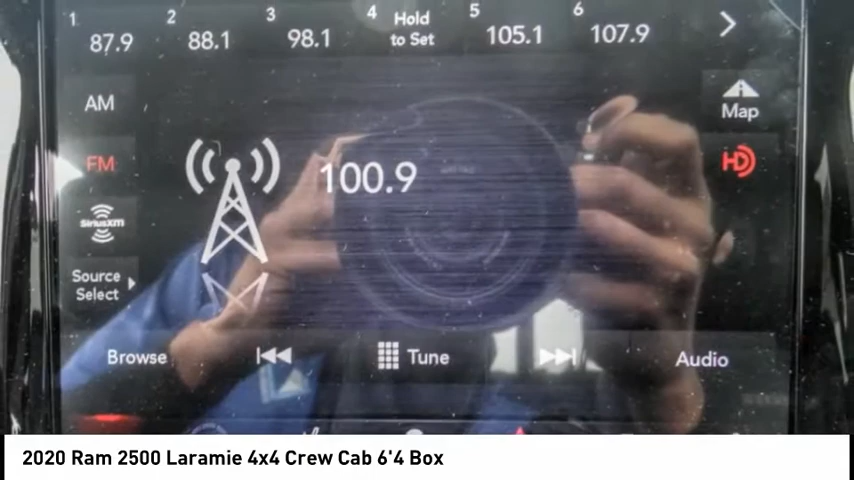 1 2 3 4 Hold 5 6
87.9 88.1 98.1 to Set 105.1 107.9
AM
Map
FM
100.9
HD
SiriusXM
Source
Select
Browse Tune Audio
2020 Ram 2500 Laramie 4x4 Crew Cab 6'4 Box